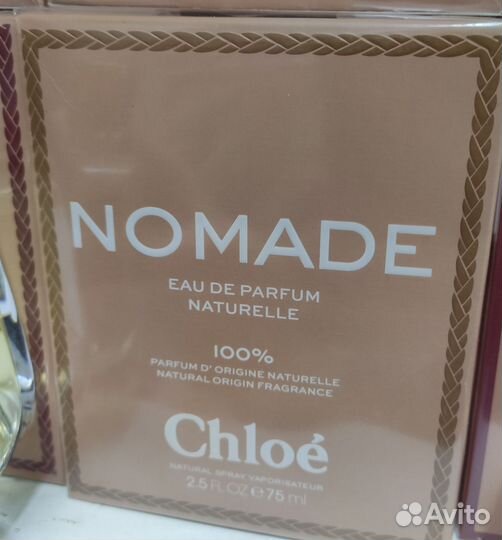 NOMADE
EAU DE PARFUM
NATURELLE
100%
PARFUM D' ORIGINE NATURELLE
NATURAL ORIGIN FRAGRANCE
Chloé
NATURAL SPRAY VAPORISATEUR
2.5 FL.OZ e 75 ml
Avito